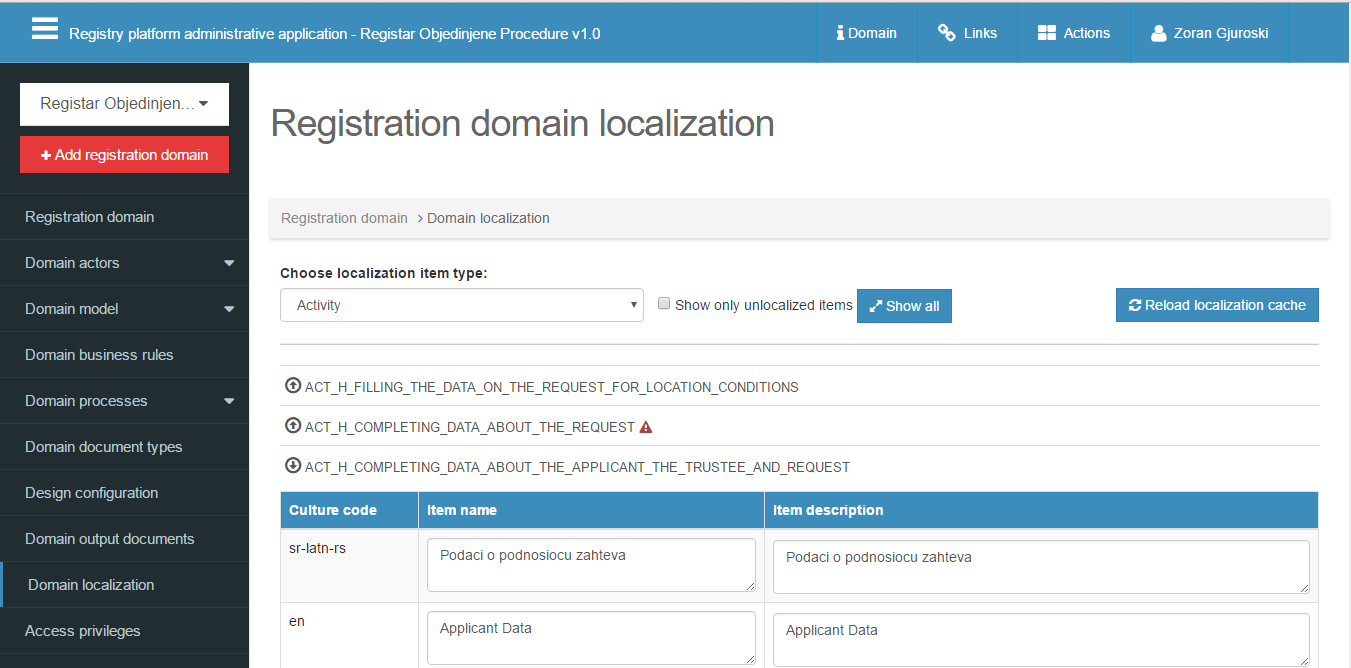 Registry platform administrative application - Registar Objedinjene Procedure v1.0
Domain
Links
Actions
Zoran Gjuroski
Registar Objedinjen...
Add registration domain
Registration domain
Domain actors
Domain model
Domain business rules
Domain processes
Domain document types
Design configuration
Domain output documents
Domain localization
Access privileges
Registration domain localization
Registration domain > Domain localization
Choose localization item type:
Activity
Show only unlocalized items
Show all
Reload localization cache
ACT_H_FILLING_THE_DATA_ON_THE_REQUEST_FOR_LOCATION_CONDITIONS
ACT_H_COMPLETING_DATA_ABOUT_THE_REQUEST
ACT_H_COMPLETING_DATA_ABOUT_THE_APPLICANT_THE_TRUSTEE_AND_REQUEST
Culture code Item name Item description
sr-latn-rs Podaci o podnosiocu zahteva Podaci o podnosiocu zahteva
en Applicant Data Applicant Data